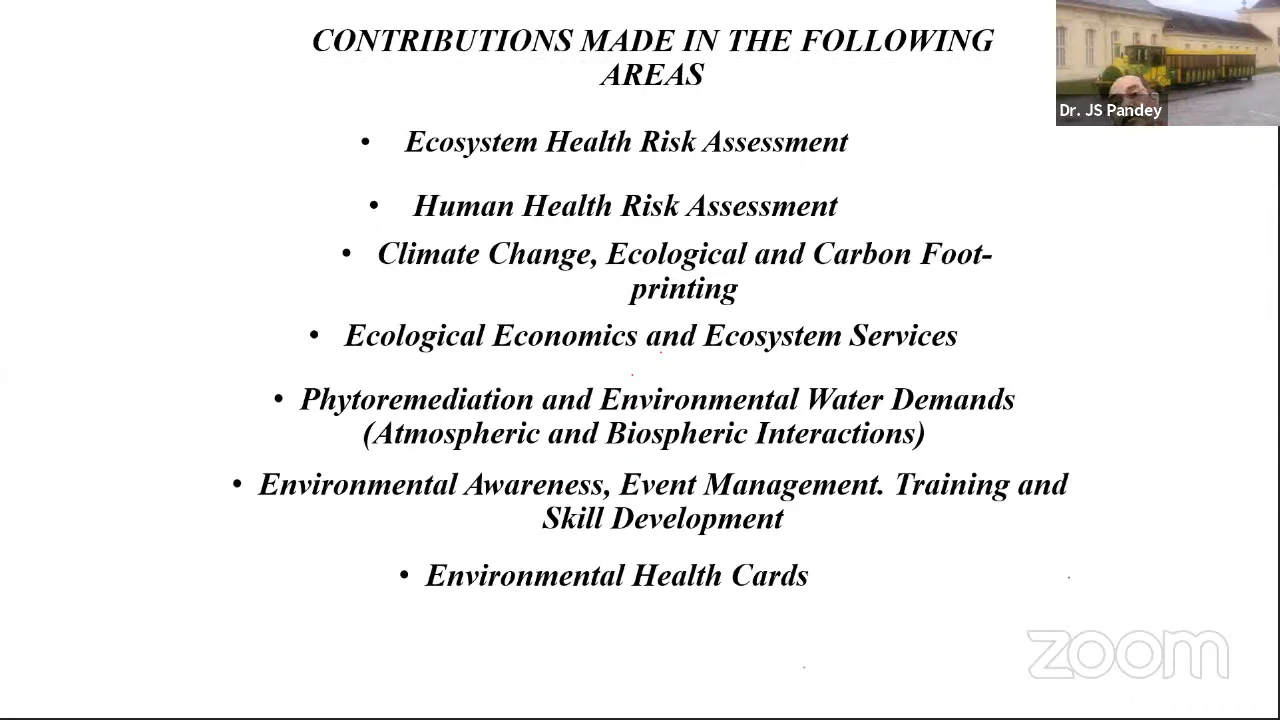 CONTRIBUTIONS MADE IN THE FOLLOWING
AREAS
Dr. JS Pandey
• Ecosystem Health Risk Assessment
• Human Health Risk Assessment
• Climate Change, Ecological and Carbon Foot-
printing
• Ecological Economics and Ecosystem Services
• Phytoremediation and Environmental Water Demands
(Atmospheric and Biospheric Interactions)
• Environmental Awareness, Event Management. Training and
Skill Development
• Environmental Health Cards
zoom